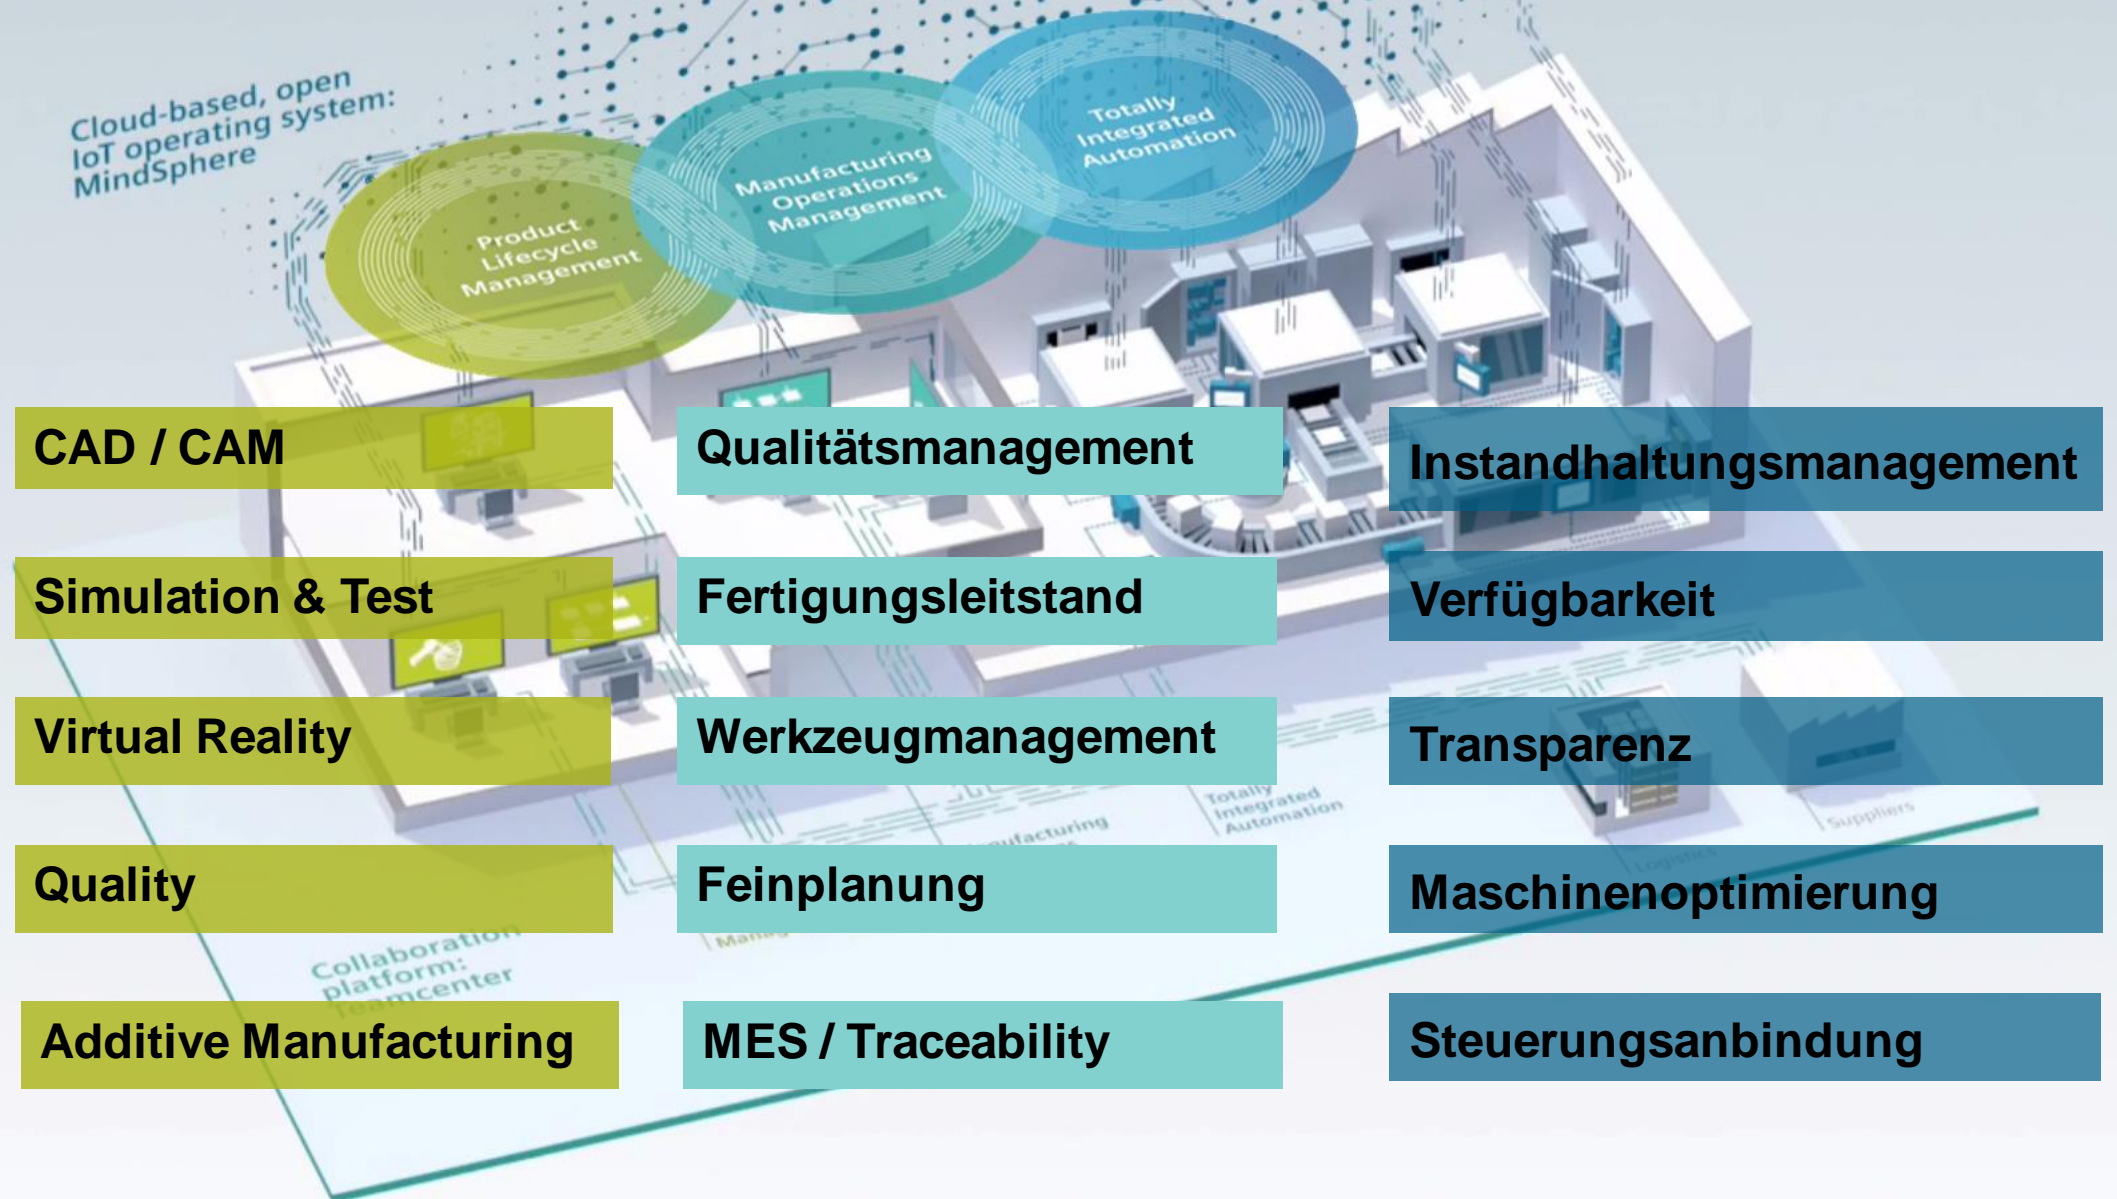 Cloud-based, open
IoT operating system:
MindSphere
Product
Lifecycle
Management
Manufacturing
Operations
Management
Totally
Integrated
Automation
CAD / CAM
Simulation & Test
Virtual Reality
Quality
Additive Manufacturing
Qualitätsmanagement
Fertigungsleitstand
Werkzeugmanagement
Feinplanung
MES / Traceability
Instandhaltungsmanagement
Verfügbarkeit
Transparenz
Maschinenoptimierung
Steuerungsanbindung
Totally
Integrated
Automation
Suppliers
Logistics
Collaboration
platform:
Teamcenter